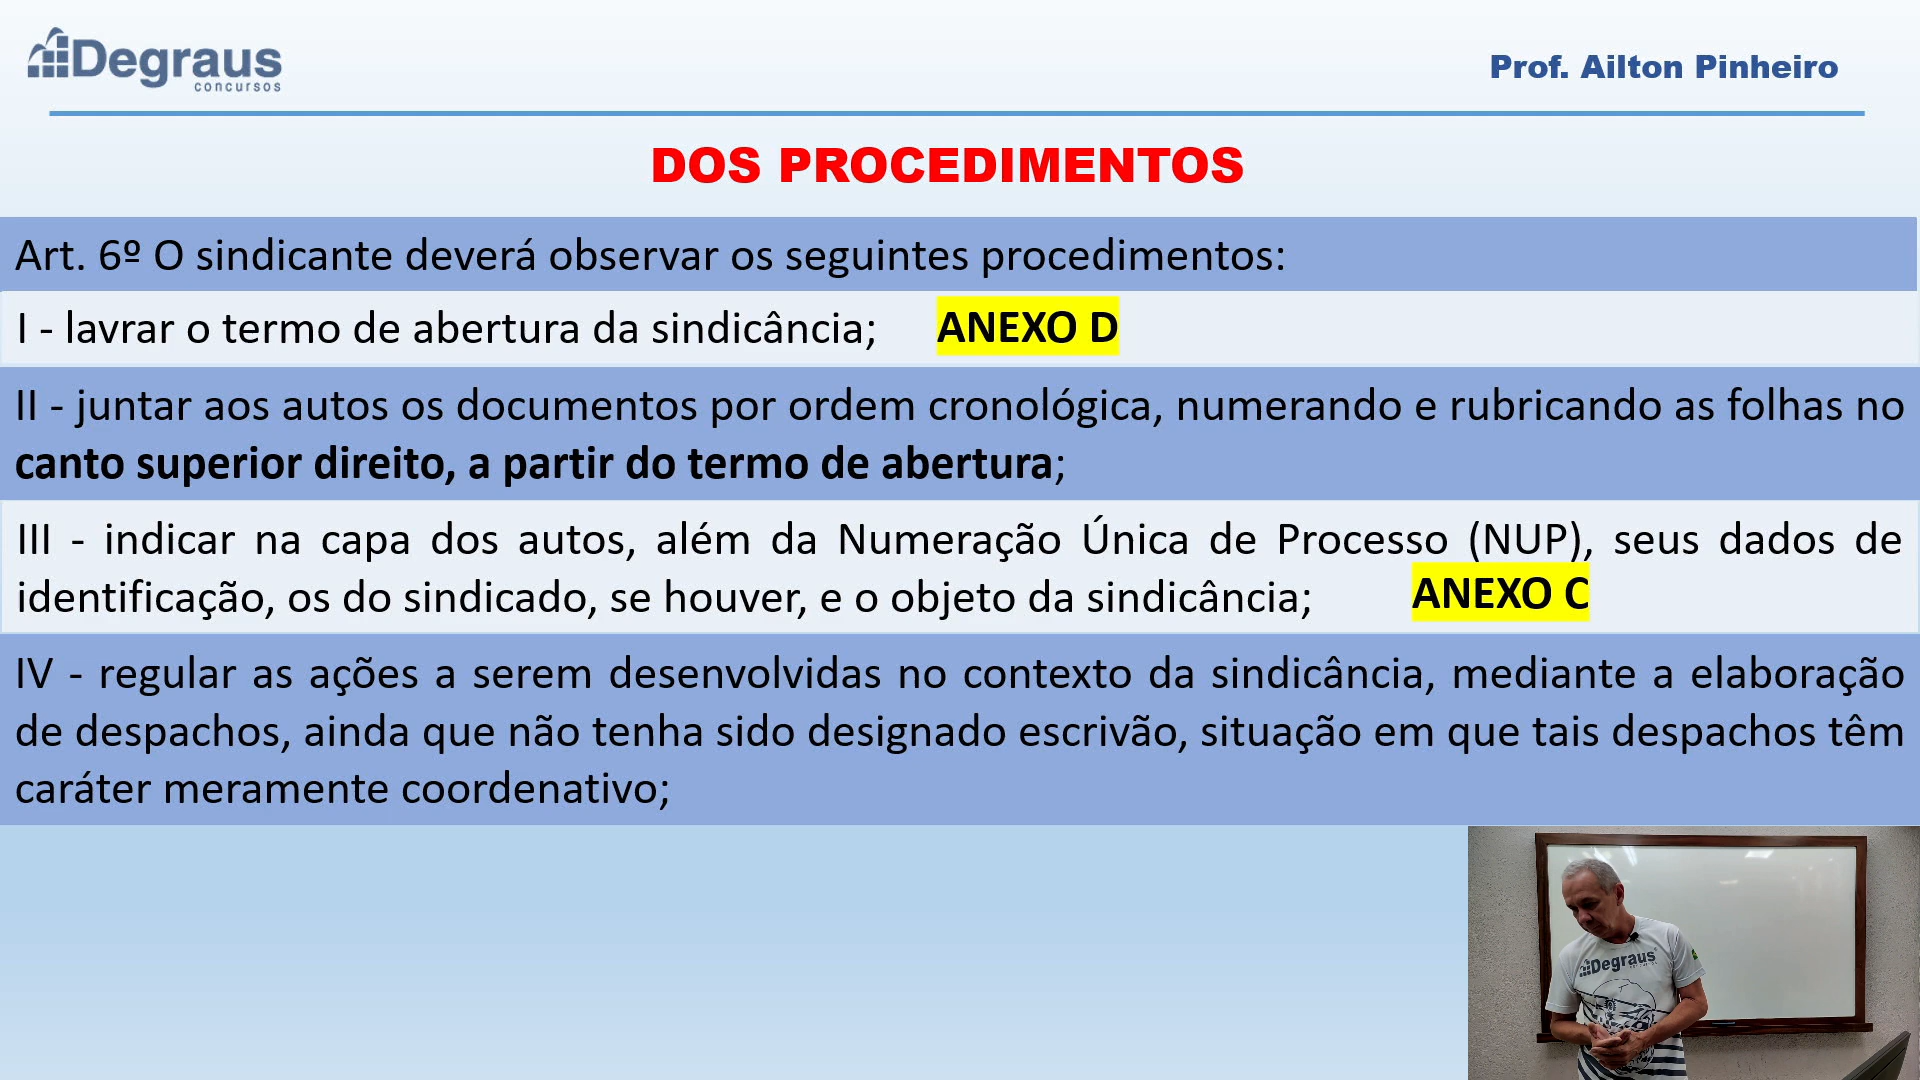 Degraus
concursos
Prof. Ailton Pinheiro
DOS PROCEDIMENTOS
Art. 6º O sindicante deverá observar os seguintes procedimentos:
I - lavrar o termo de abertura da sindicância; ANEXO D
II - juntar aos autos os documentos por ordem cronológica, numerando e rubricando as folhas no
canto superior direito, a partir do termo de abertura;
III - indicar na capa dos autos, além da Numeração Única de Processo (NUP), seus dados de
identificação, os do sindicado, se houver, e o objeto da sindicância; ANEXO C
IV - regular as ações a serem desenvolvidas no contexto da sindicância, mediante a elaboração
de despachos, ainda que não tenha sido designado escrivão, situação em que tais despachos têm
caráter meramente coordenativo;
Degraus